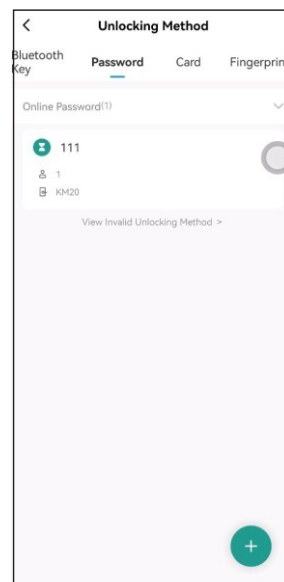 Unlocking Method
Bluetooth
Key
Password
Card
Fingerprin
Online Password(1)
111
1
KM20
View Invalid Unlocking Method >